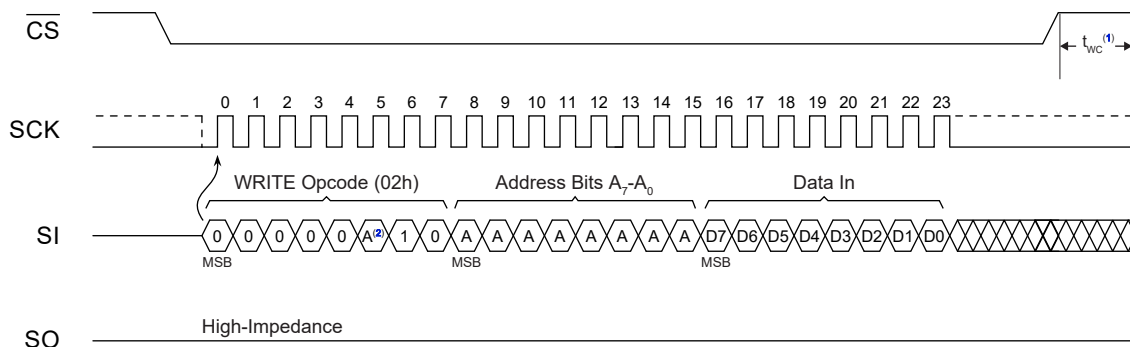 CS
t_WC(1)
0 1 2 3 4 5 6 7 8 9 10 11 12 13 14 15 16 17 18 19 20 21 22 23
SCK
WRITE Opcode (02h) Address Bits A7-A0 Data In
SI 0 0 0 0 0 A(2) 1 0 A A A A A A A A D7 D6 D5 D4 D3 D2 D1 D0
MSB MSB MSB
High-Impedance
SO